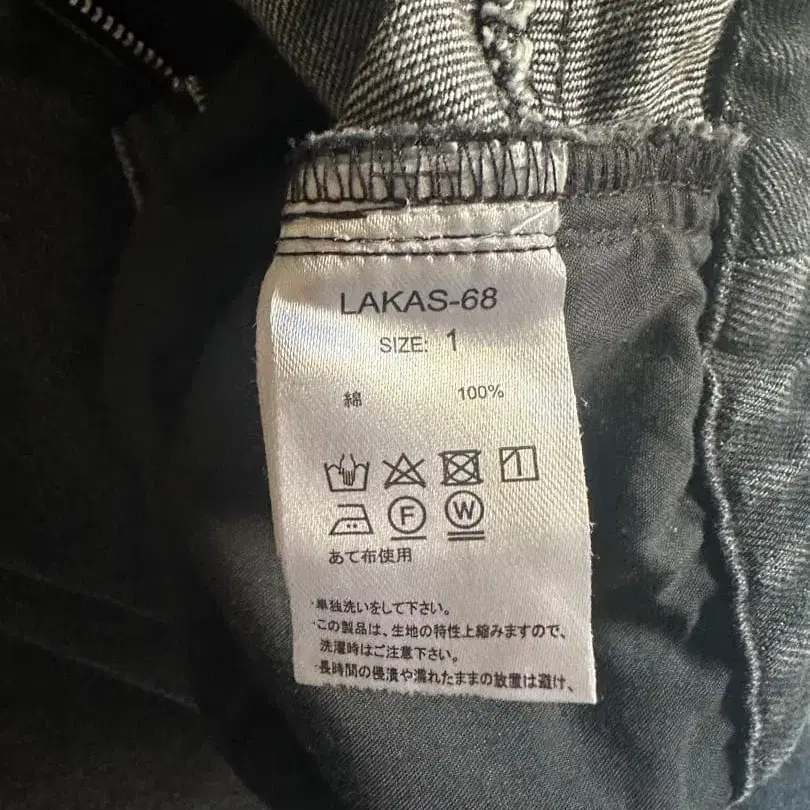 LAKAS-68
SIZE: 1
綿 100%
F W
あて布使用
・単独洗いをして下さい。
・この製品は、生地の特性上縮みますので、
洗濯時はご注意下さい。
・長時間の侵漬や濡れたままの放置は避け、